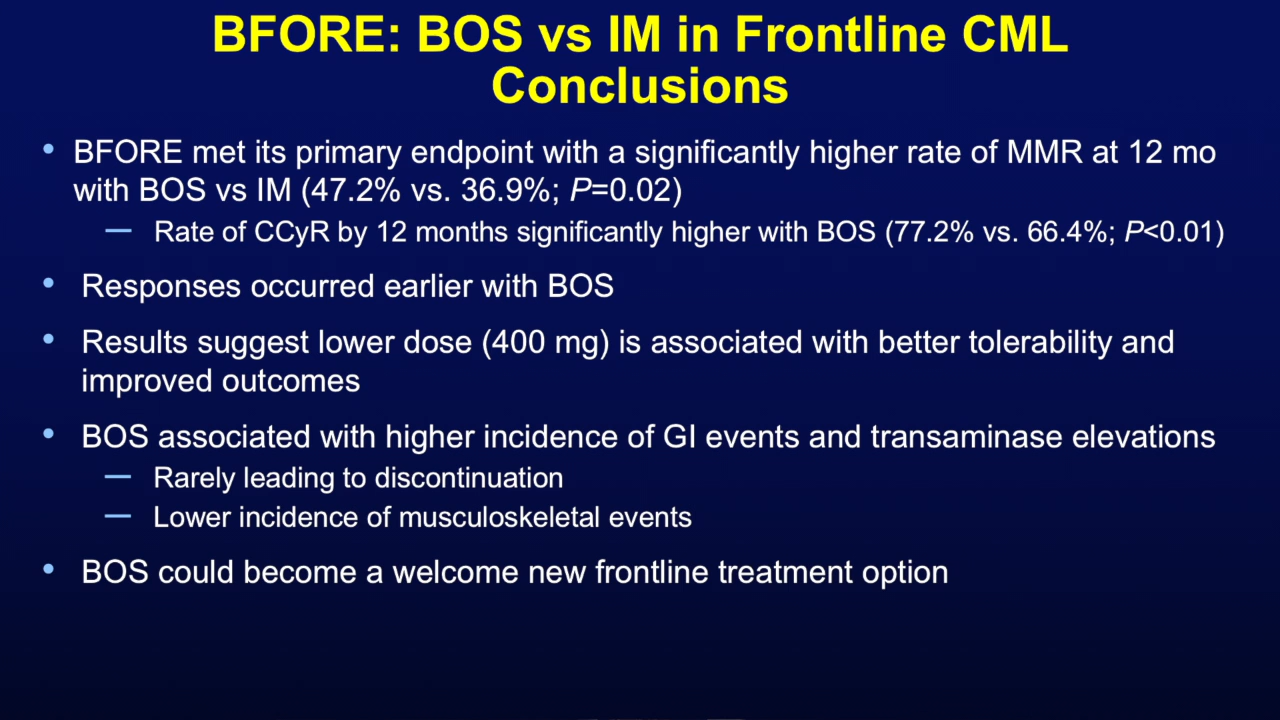 BFORE: BOS vs IM in Frontline CML
Conclusions
• BFORE met its primary endpoint with a significantly higher rate of MMR at 12 mo
with BOS vs IM (47.2% vs. 36.9%; P=0.02)
— Rate of CCyR by 12 months significantly higher with BOS (77.2% vs. 66.4%; P<0.01)
• Responses occurred earlier with BOS
• Results suggest lower dose (400 mg) is associated with better tolerability and
improved outcomes
• BOS associated with higher incidence of GI events and transaminase elevations
— Rarely leading to discontinuation
— Lower incidence of musculoskeletal events
• BOS could become a welcome new frontline treatment option